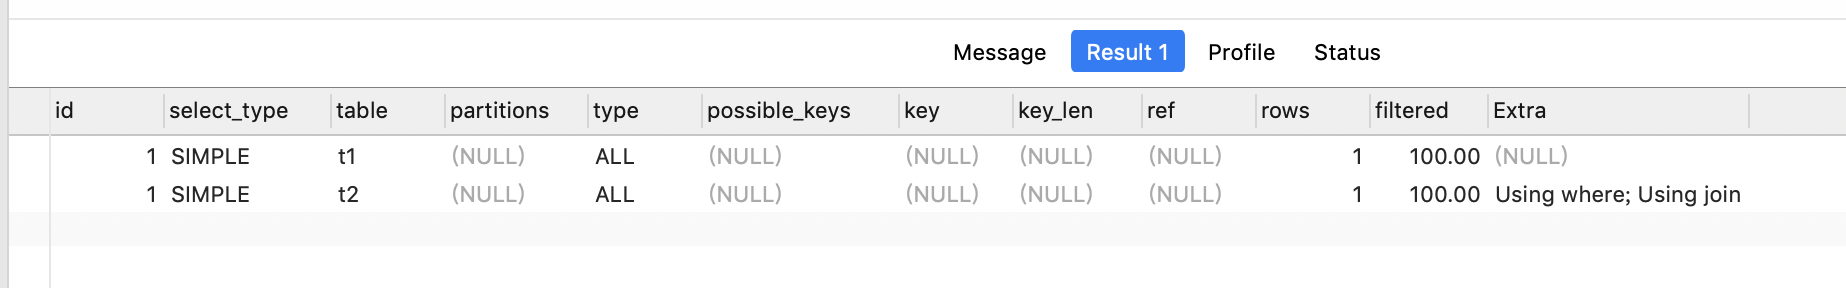 Message Result 1 Profile Status
id select_type table partitions type possible_keys key key_len ref rows filtered Extra
1 SIMPLE t1 (NULL) ALL (NULL) (NULL) (NULL) (NULL) 1 100.00 (NULL)
1 SIMPLE t2 (NULL) ALL (NULL) (NULL) (NULL) (NULL) 1 100.00 Using where; Using join